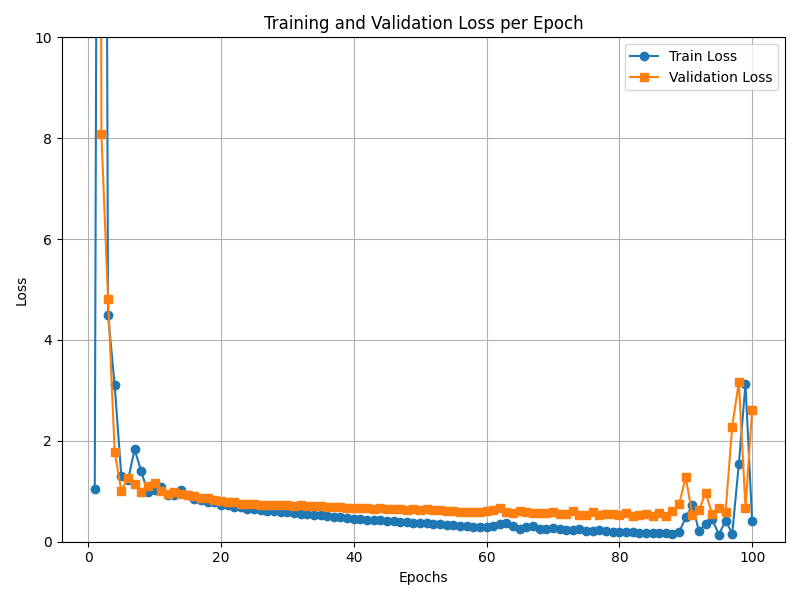 Training and Validation Loss per Epoch
Train Loss
Validation Loss
Loss
10
8
6
4
2
0
0 20 40 60 80 100
Epochs